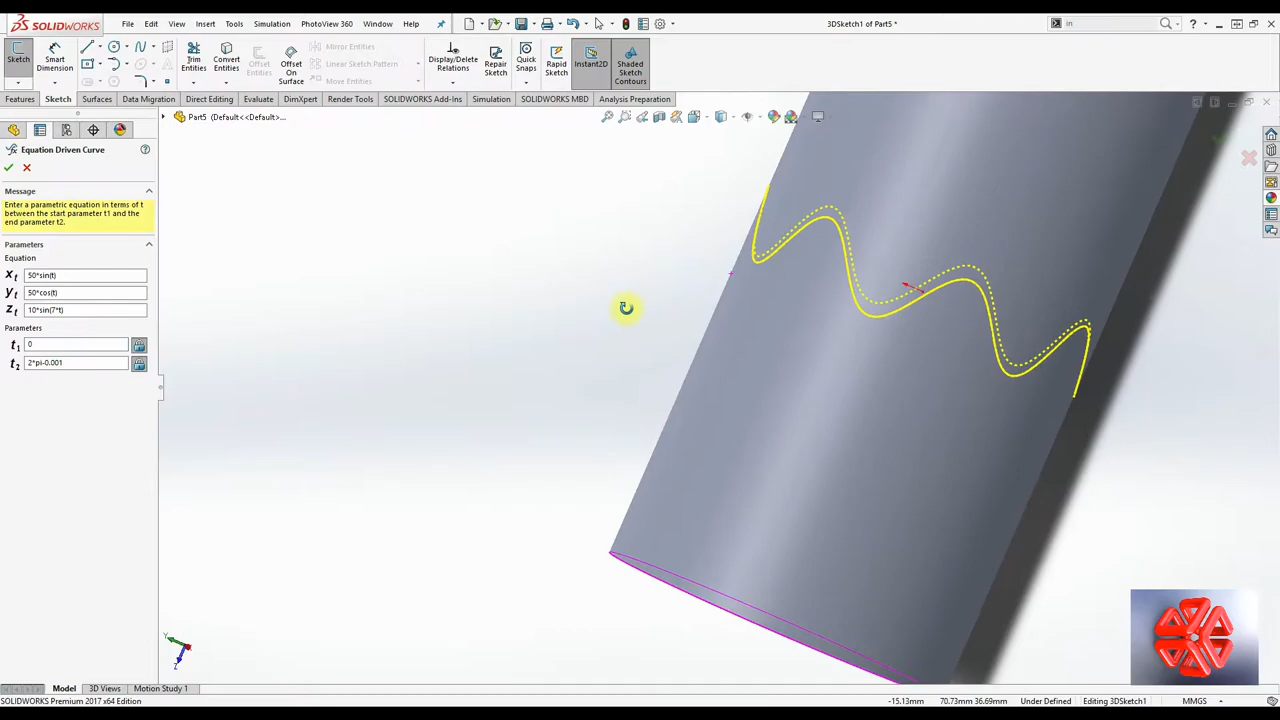 SOLIDWORKS
File Edit View Insert Tools Simulation PhotoView 360 Window Help
3DSketch1 of Part5 *
in
Sketch
Smart Dimension
Trim Entities
Convert Entities
Offset Entities
Offset On Surface
Mirror Entities
Linear Sketch Pattern
Move Entities
Display/Delete Relations
Repair Sketch
Quick Snaps
Rapid Sketch
Instant2D
Shaded Sketch Contours
Features Sketch Surfaces Data Migration Direct Editing Evaluate DimXpert Render Tools SOLIDWORKS Add-Ins Simulation SOLIDWORKS MBD Analysis Preparation
Part5 (Default<<Default>...
Equation Driven Curve
Message
Enter a parametric equation in terms of t
between the start parameter t1 and the
end parameter t2.
Parameters
Equation
Xt 50*sin(t)
yt 50*cos(t)
Zt 10*sin(7*t)
Parameters
t1 0
t2 2*pi-0.001
Y
Z
Model 3D Views Motion Study 1
SOLIDWORKS Premium 2017 x64 Edition
-15.13mm 70.73mm 36.69mm Under Defined Editing 3DSketch1 MMGS